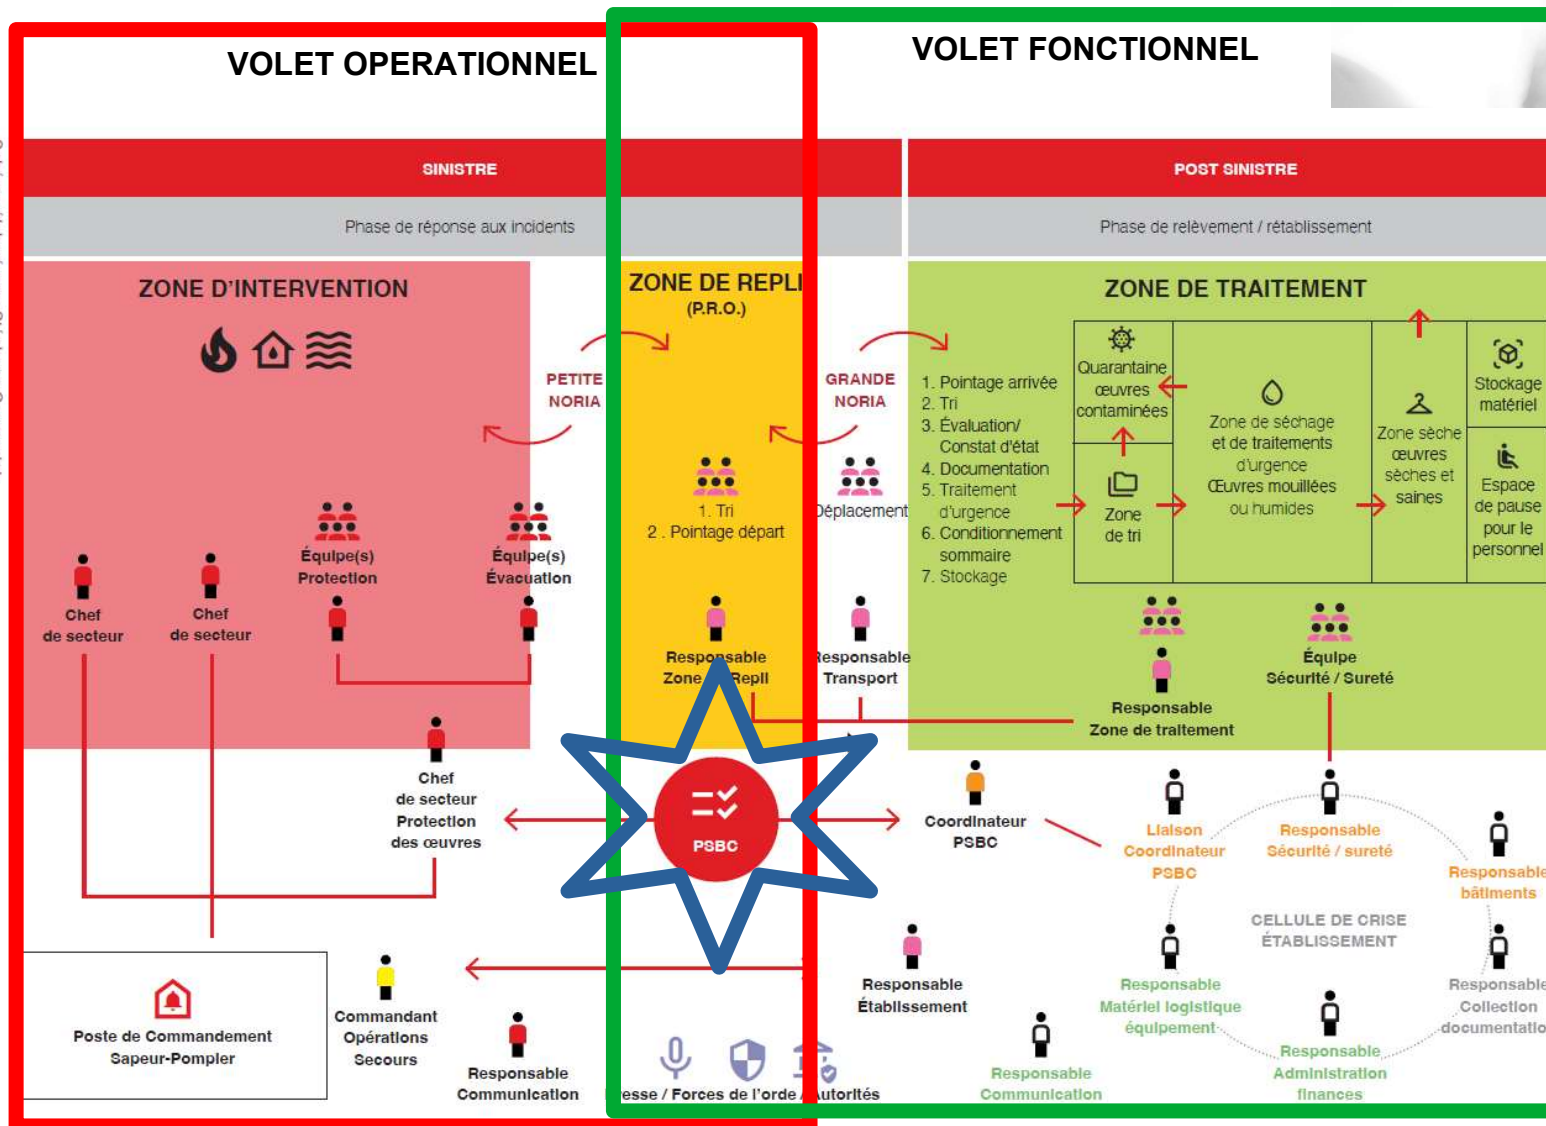 VOLET OPERATIONNEL
VOLET FONCTIONNEL
SINISTRE
POST SINISTRE
Phase de réponse aux incidents
Phase de relèvement / rétablissement
ZONE D'INTERVENTION
ZONE DE REPLI
(P.R.O.)
ZONE DE TRAITEMENT
PETITE
NORIA
GRANDE
NORIA
1. Pointage arrivée
2. Tri
3. Évaluation/
Constat d'état
4. Documentation
5. Traitement
d'urgence
6. Conditionnement
sommaire
7. Stockage
Quarantaine
œuvres
contaminées
Zone
de tri
Zone de séchage
et de traitements
d'urgence
Œuvres mouillées
ou humides
Zone sèche
œuvres
sèches et
saines
Stockage
matériel
Espace
de pause
pour le
personnel
1. Tri
2 . Pointage départ
Déplacement
Équipe(s)
Protection
Équipe(s)
Évacuation
Chef
de secteur
Chef
de secteur
Responsable
Zone Repli
Responsable
Transport
Responsable
Zone de traitement
Équipe
Sécurité / Sureté
Chef
de secteur
Protection
des œuvres
PSBC
Coordinateur
PSBC
Liaison
Coordinateur
PSBC
Responsable
Sécurité / sureté
Responsable
bâtiments
CELLULE DE CRISE
ÉTABLISSEMENT
Responsable
Établissement
Responsable
Matériel logistique
équipement
Responsable
Collection
documentation
Responsable
Administration
finances
Responsable
Communication
Poste de Commandement
Sapeur-Pompier
Commandant
Opérations
Secours
Responsable
Communication
Presse / Forces de l'ordre / Autorités